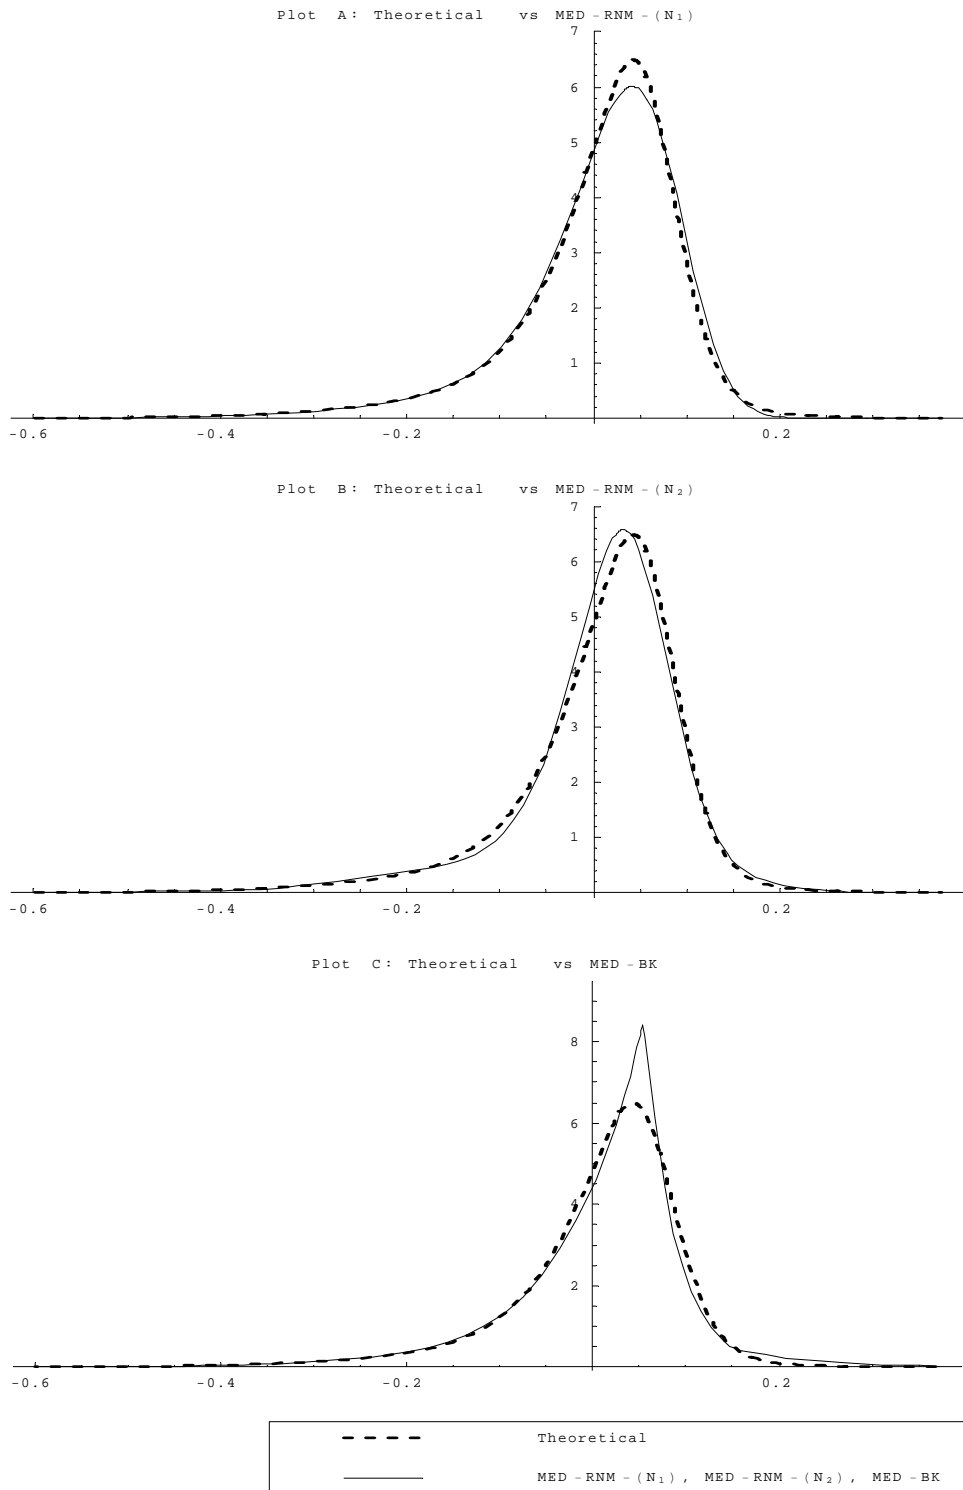 Plot A: Theoretical vs MED-RNM-(N₁)
7
6
5
4
3
2
1
-0.6 -0.4 -0.2 0.2
Plot B: Theoretical vs MED-RNM-(N₂)
7
6
5
4
3
2
1
-0.6 -0.4 -0.2 0.2
Plot C: Theoretical vs MED-BK
8
6
4
2
-0.6 -0.4 -0.2 0.2
Theoretical
MED-RNM-(N₁), MED-RNM-(N₂), MED-BK